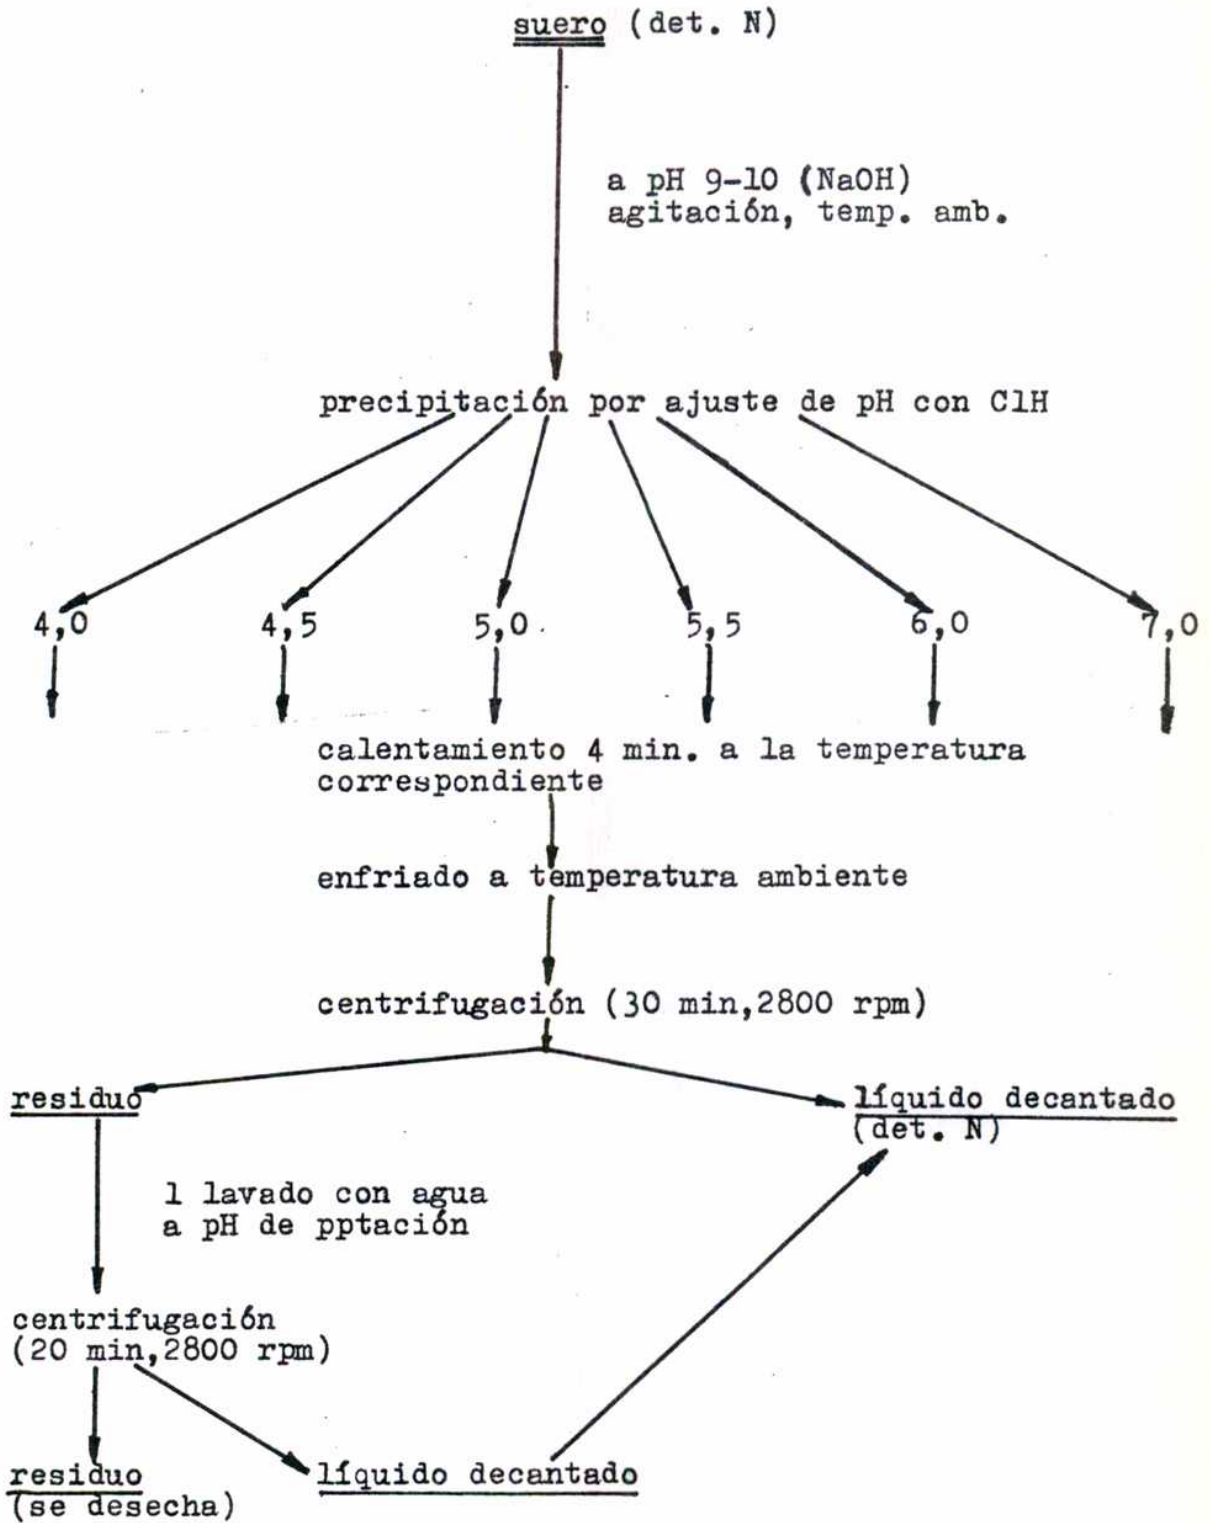 suero (det. N)
a pH 9-10 (NaOH)
agitación, temp. amb.
precipitación por ajuste de pH con ClH
4,0 4,5 5,0 5,5 6,0 7,0
calentamiento 4 min. a la temperatura
correspondiente
enfriado a temperatura ambiente
centrifugación (30 min,2800 rpm)
residuo
líquido decantado
(det. N)
1 lavado con agua
a pH de pptación
centrifugación
(20 min,2800 rpm)
residuo
(se desecha)
líquido decantado